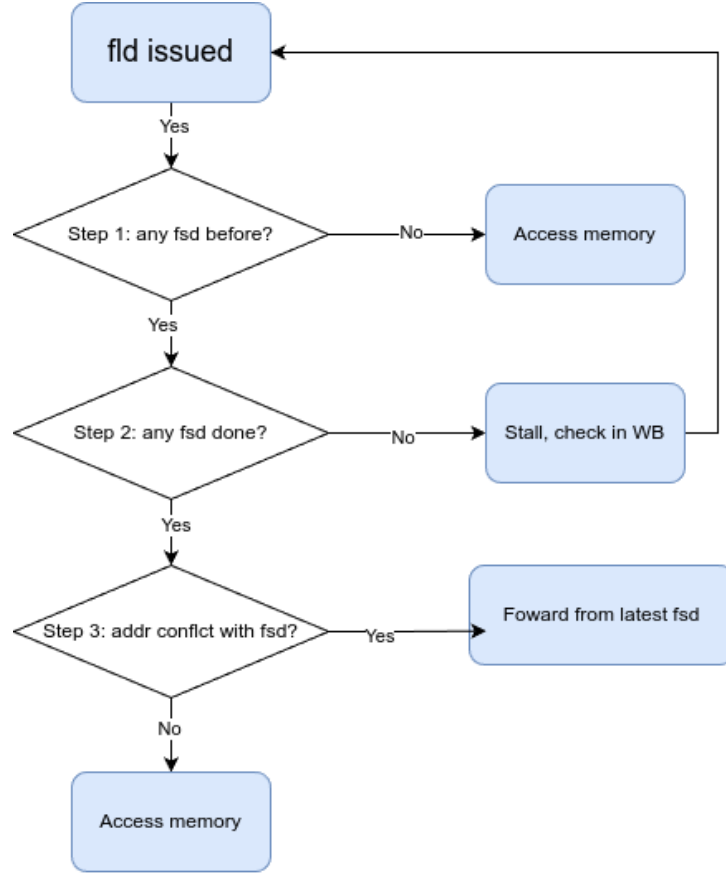 fld issued
Yes
Step 1: any fsd before?
No
Access memory
Yes
Step 2: any fsd done?
No
Stall, check in WB
Yes
Step 3: addr conflct with fsd?
Yes
Foward from latest fsd
No
Access memory